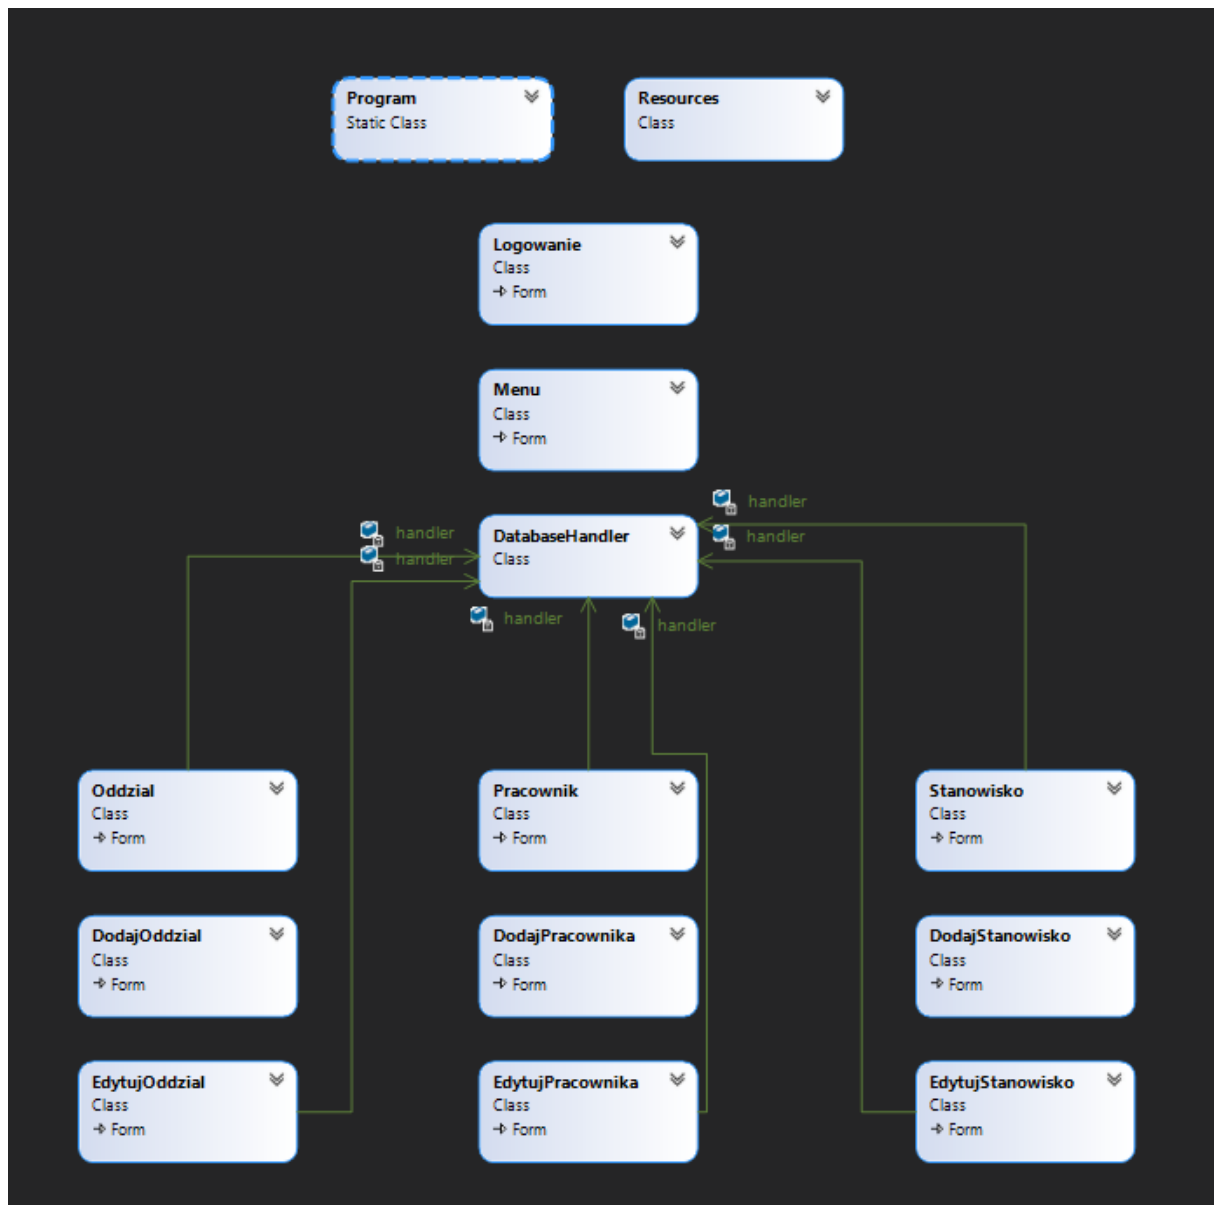 Program
Static Class
Resources
Class
Logowanie
Class
Form
Menu
Class
Form
handler
handler
handler
handler
DatabaseHandler
Class
handler
handler
Oddzial
Class
Form
Pracownik
Class
Form
Stanowisko
Class
Form
DodajOddzial
Class
Form
DodajPracownika
Class
Form
DodajStanowisko
Class
Form
EdytujOddzial
Class
Form
EdytujPracownika
Class
Form
EdytujStanowisko
Class
Form